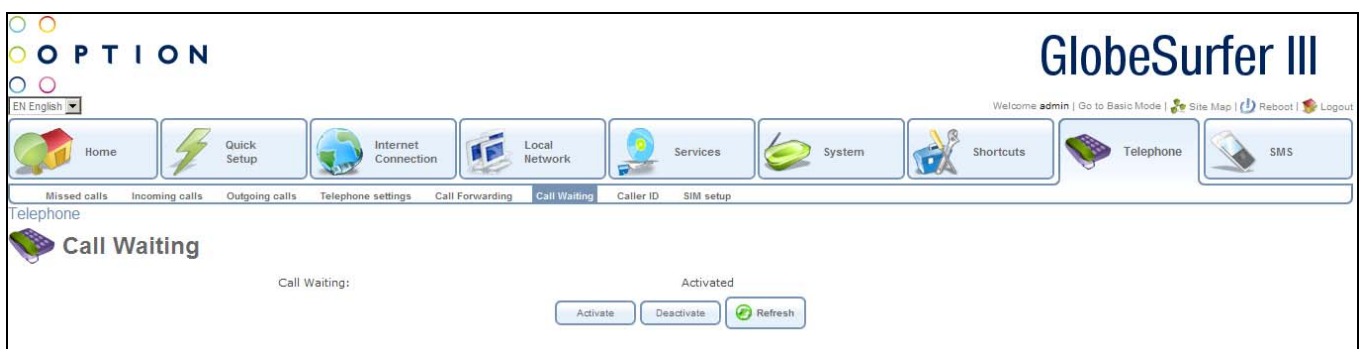 OPTION
GlobeSurfer III
EN English
Welcome admin | Go to Basic Mode | Site Map | Reboot | Logout
Home
Quick Setup
Internet Connection
Local Network
Services
System
Shortcuts
Telephone
SMS
Missed calls Incoming calls Outgoing calls Telephone settings Call Forwarding Call Waiting Caller ID SIM setup
Telephone
Call Waiting
Call Waiting: Activated
Activate Deactivate Refresh